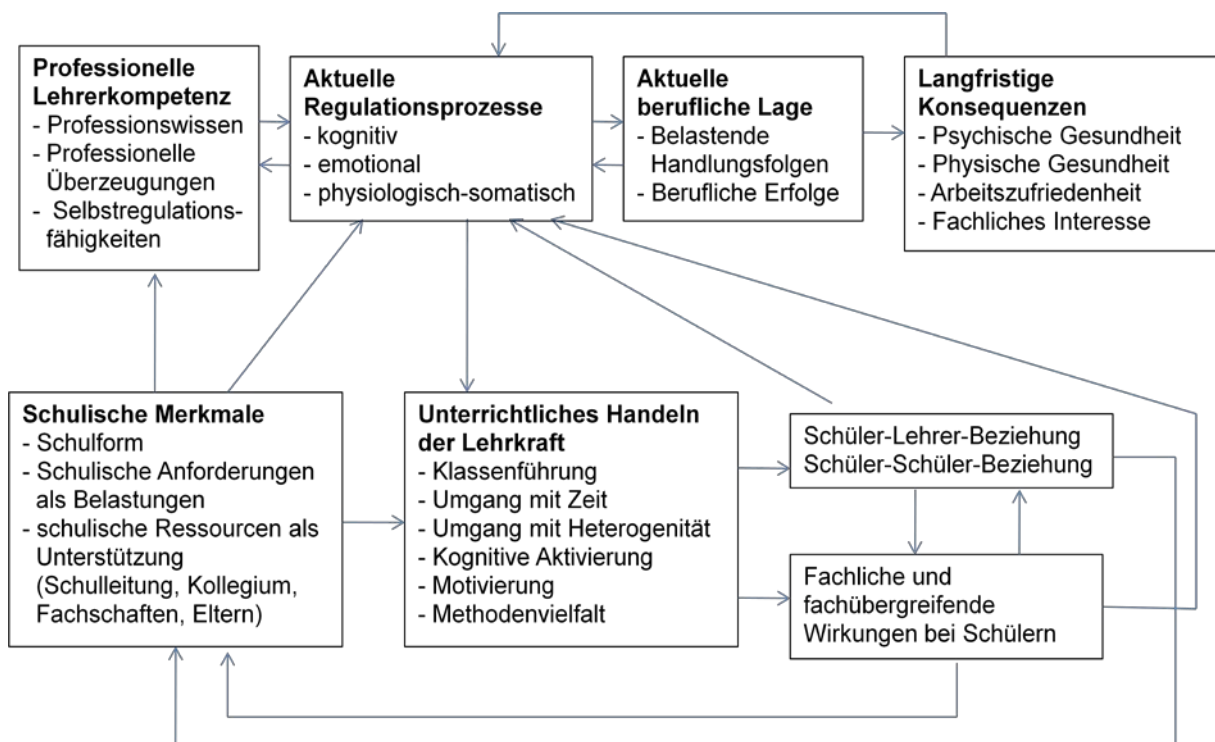 Professionelle
Lehrerkompetenz
- Professionswissen
- Professionelle
Überzeugungen
- Selbstregulations-
fähigkeiten
Aktuelle
Regulationsprozesse
- kognitiv
- emotional
- physiologisch-somatisch
Aktuelle
berufliche Lage
- Belastende
Handlungsfolgen
- Berufliche Erfolge
Langfristige
Konsequenzen
- Psychische Gesundheit
- Physische Gesundheit
- Arbeitszufriedenheit
- Fachliches Interesse
Schulische Merkmale
- Schulform
- Schulische Anforderungen
als Belastungen
- schulische Ressourcen als
Unterstützung
(Schulleitung, Kollegium,
Fachschaften, Eltern)
Unterrichtliches Handeln
der Lehrkraft
- Klassenführung
- Umgang mit Zeit
- Umgang mit Heterogenität
- Kognitive Aktivierung
- Motivierung
- Methodenvielfalt
Schüler-Lehrer-Beziehung
Schüler-Schüler-Beziehung
Fachliche und
fachübergreifende
Wirkungen bei Schülern